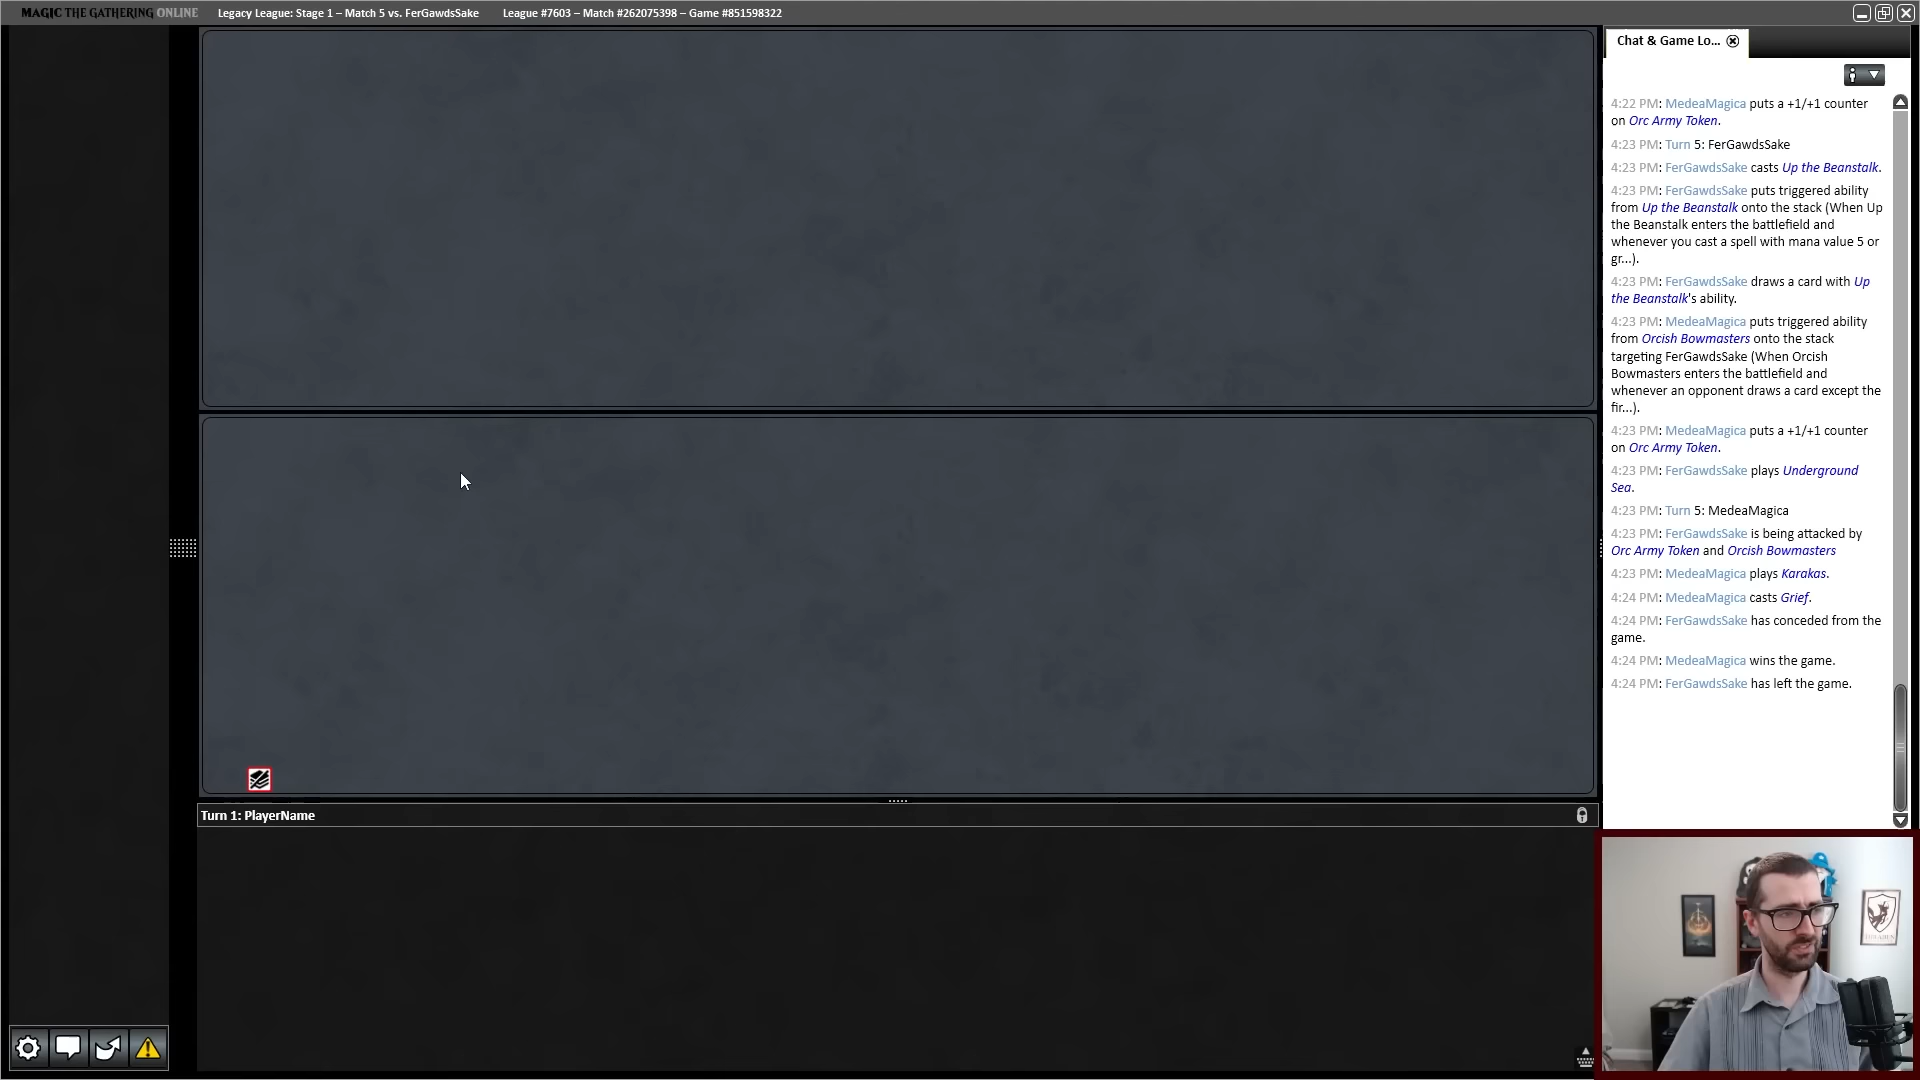 MAGIC THE GATHERING ONLINE
Legacy League: Stage 1 – Match 5 vs. FerGawdsSake
League #7603 – Match #262075398 – Game #851598322
Chat & Game Lo...
4:22 PM: MedeaMagica puts a +1/+1 counter
on Orc Army Token.
4:23 PM: Turn 5: FerGawdsSake
4:23 PM: FerGawdsSake casts Up the Beanstalk.
4:23 PM: FerGawdsSake puts triggered ability
from Up the Beanstalk onto the stack (When Up
the Beanstalk enters the battlefield and
whenever you cast a spell with mana value 5 or
gr...).
4:23 PM: FerGawdsSake draws a card with Up
the Beanstalk's ability.
4:23 PM: MedeaMagica puts triggered ability
from Orcish Bowmasters onto the stack
targeting FerGawdsSake (When Orcish
Bowmasters enters the battlefield and
whenever an opponent draws a card except the
fir...).
4:23 PM: MedeaMagica puts a +1/+1 counter
on Orc Army Token.
4:23 PM: FerGawdsSake plays Underground
Sea.
4:23 PM: Turn 5: MedeaMagica
4:23 PM: FerGawdsSake is being attacked by
Orc Army Token and Orcish Bowmasters
4:23 PM: MedeaMagica plays Karakas.
4:24 PM: MedeaMagica casts Grief.
4:24 PM: FerGawdsSake has conceded from the
game.
4:24 PM: MedeaMagica wins the game.
4:24 PM: FerGawdsSake has left the game.
Turn 1: PlayerName